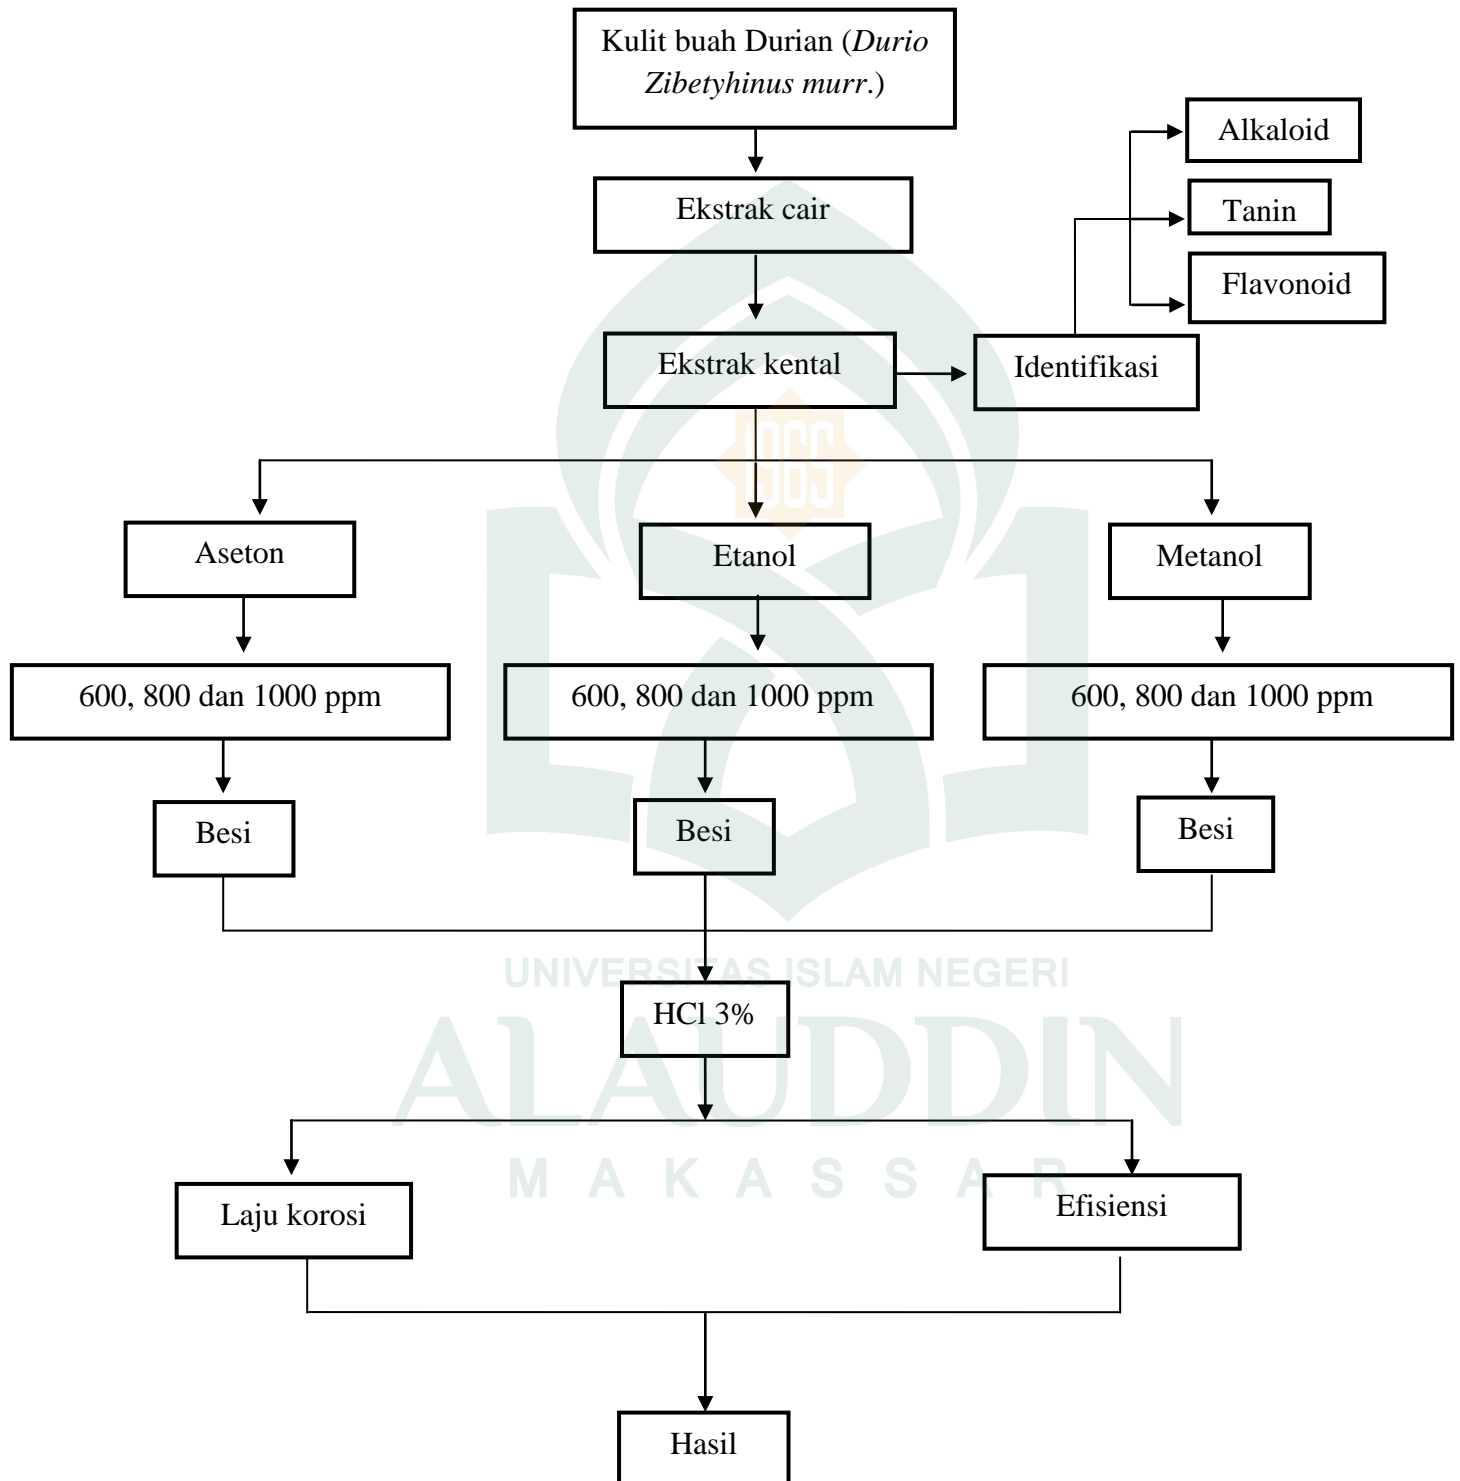 Kulit buah Durian (Durio
Zibetyhinus murr.)
Alkaloid
Ekstrak cair
Tanin
Flavonoid
Ekstrak kental
Identifikasi
1965
Aseton
Etanol
Metanol
600, 800 dan 1000 ppm
600, 800 dan 1000 ppm
600, 800 dan 1000 ppm
Besi
Besi
Besi
UNIVERSITAS ISLAM NEGERI
HCl 3%
ALAUDDIN
MAKASSAR
Laju korosi
Efisiensi
Hasil